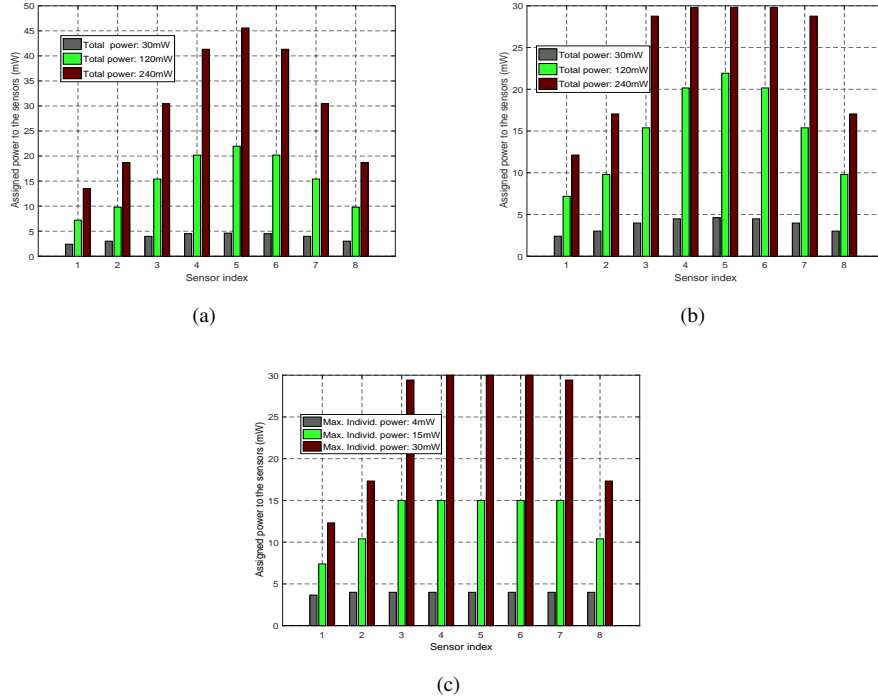 Assigned power to the sensors (mW)
50
45
40
35
30
25
20
15
10
5
0
Total power: 30mW
Total power: 120mW
Total power: 240mW
1 2 3 4 5 6 7 8
Sensor index
(a)
Assigned power to the sensors (mW)
30
25
20
15
10
5
0
Total power: 30mW
Total power: 120mW
Total power: 240mW
1 2 3 4 5 6 7 8
Sensor index
(b)
Assigned power to the sensors (mW)
30
25
20
15
10
5
0
Max. Individ. power: 4mW
Max. Individ. power: 15mW
Max. Individ. power: 30mW
1 2 3 4 5 6 7 8
Sensor index
(c)